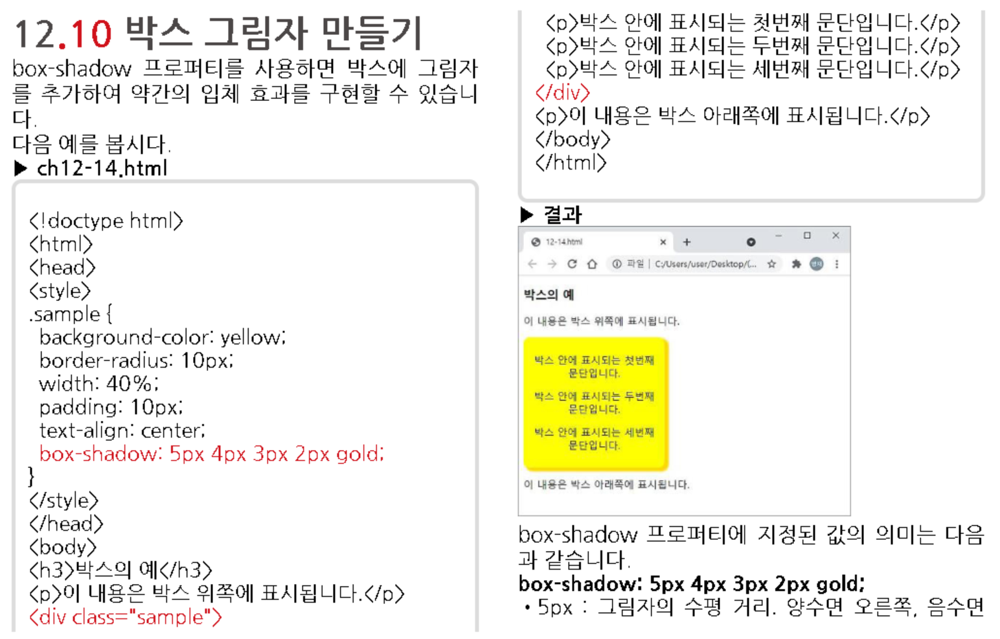 12.10 박스 그림자 만들기
box-shadow 프로퍼티를 사용하면 박스에 그림자
를 추가하여 약간의 입체 효과를 구현할 수 있습니
다.
다음 예를 봅시다.
▶ ch12-14.html
<!doctype html>
<html>
<head>
<style>
.sample {
background-color: yellow;
border-radius: 10px;
width: 40%;
padding: 10px;
text-align: center;
box-shadow: 5px 4px 3px 2px gold;
}
</style>
</head>
<body>
<h3>박스의 예</h3>
<p>이 내용은 박스 위쪽에 표시됩니다.</p>
<div class="sample">
<p>박스 안에 표시되는 첫번째 문단입니다.</p>
<p>박스 안에 표시되는 두번째 문단입니다.</p>
<p>박스 안에 표시되는 세번째 문단입니다.</p>
</div>
<p>이 내용은 박스 아래쪽에 표시됩니다.</p>
</body>
</html>
▶ 결과
12-14.html
파일 | C:/Users/user/Desktop/(...
박스의 예
이 내용은 박스 위쪽에 표시됩니다.
박스 안에 표시되는 첫번째
문단입니다.
박스 안에 표시되는 두번째
문단입니다.
박스 안에 표시되는 세번째
문단입니다.
이 내용은 박스 아래쪽에 표시됩니다.
box-shadow 프로퍼티에 지정된 값의 의미는 다음
과 같습니다.
box-shadow: 5px 4px 3px 2px gold;
• 5px : 그림자의 수평 거리. 양수면 오른쪽, 음수면